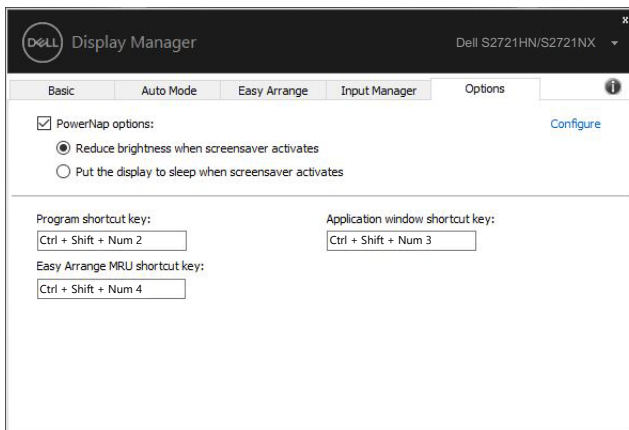 x
DELL Display Manager Dell S2721HN/S2721NX
Basic Auto Mode Easy Arrange Input Manager Options i
PowerNap options: Configure
Reduce brightness when screensaver activates
Put the display to sleep when screensaver activates
Program shortcut key: Application window shortcut key:
Ctrl + Shift + Num 2 Ctrl + Shift + Num 3
Easy Arrange MRU shortcut key:
Ctrl + Shift + Num 4